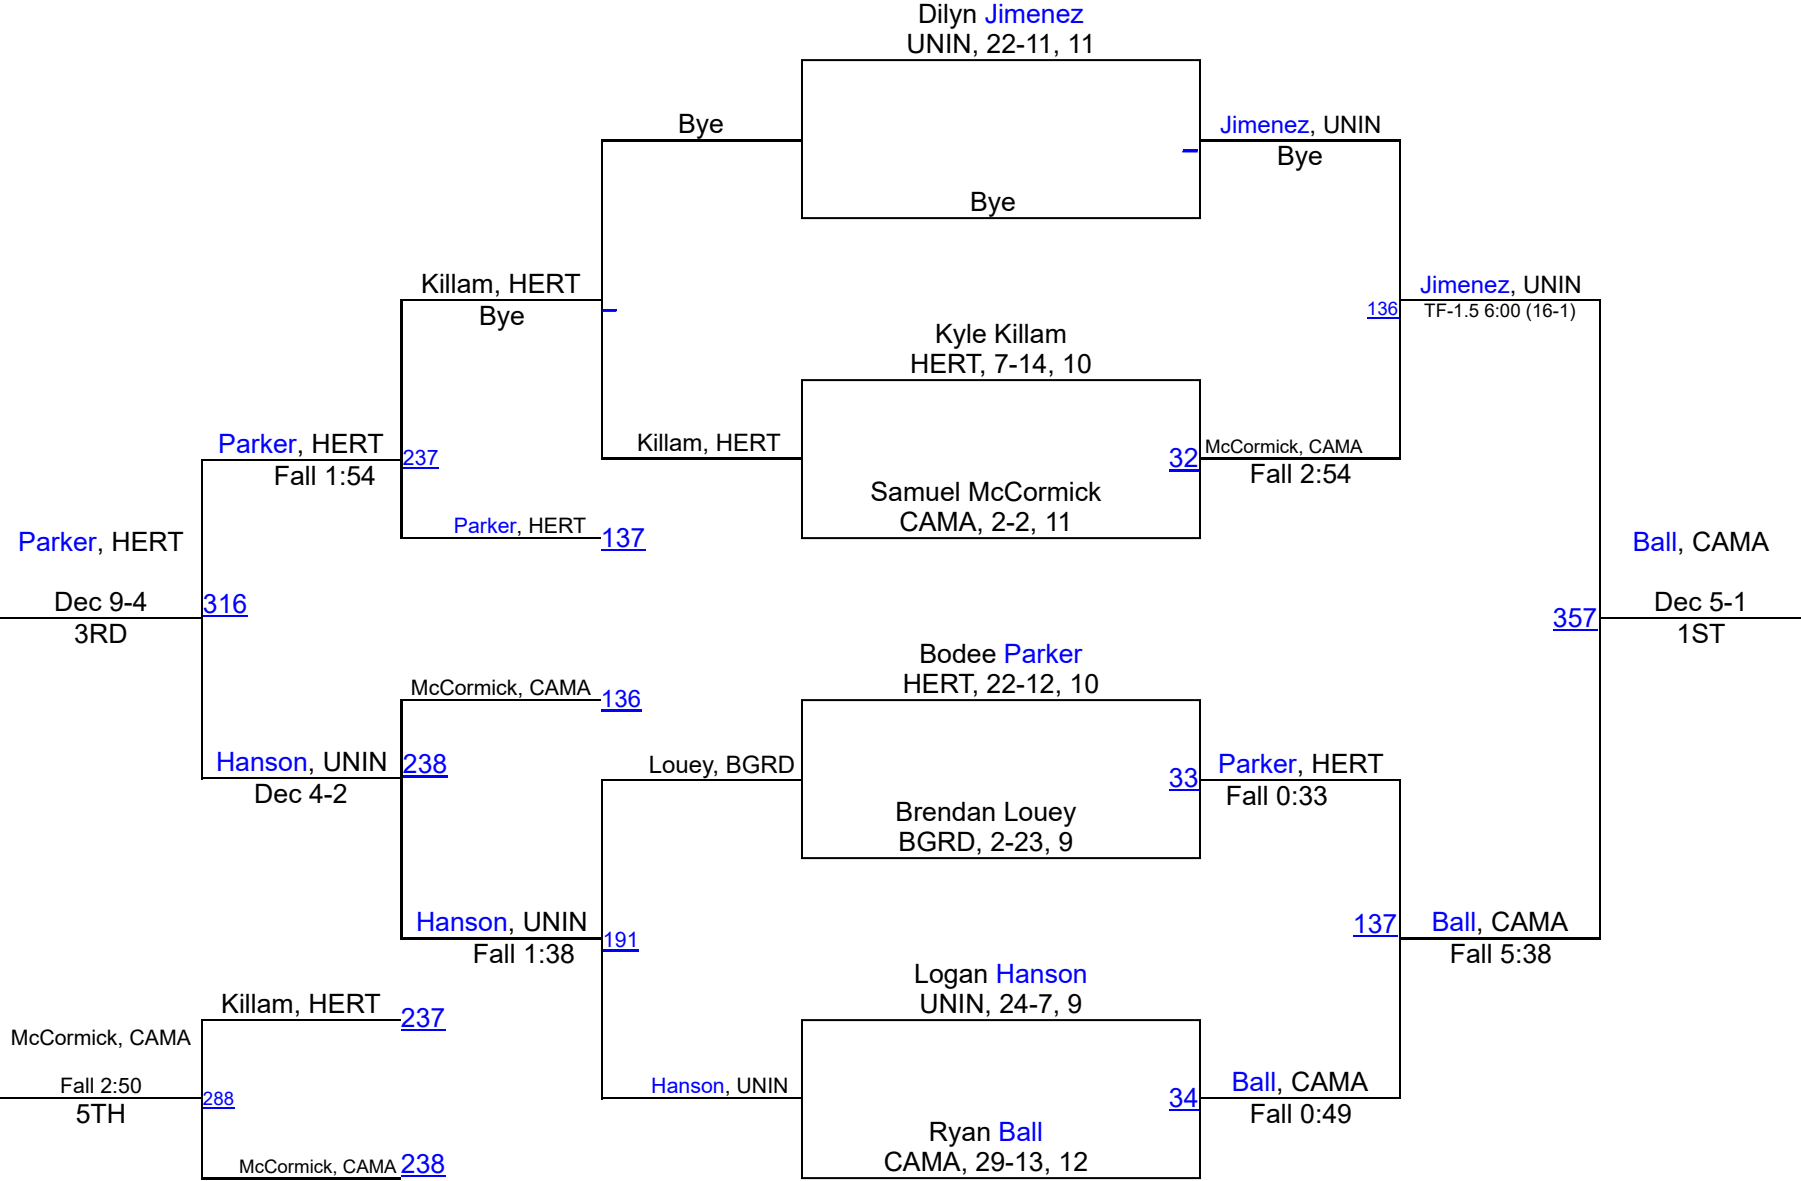 Dilyn Jimenez
UNIN, 22-11, 11
Bye
Jimenez, UNIN
Bye
Bye
Killam, HERT
Bye
Jimenez, UNIN
136
TF-1.5 6:00 (16-1)
Kyle Killam
HERT, 7-14, 10
Parker, HERT
237
Fall 1:54
Killam, HERT
32
McCormick, CAMA
Fall 2:54
Samuel McCormick
CAMA, 2-2, 11
Parker, HERT
137
Parker, HERT
Dec 9-4
316
3RD
Ball, CAMA
357
Dec 5-1
1ST
Bodee Parker
HERT, 22-12, 10
McCormick, CAMA
136
Hanson, UNIN
238
Dec 4-2
Louey, BGRD
33
Parker, HERT
Fall 0:33
Brendan Louey
BGRD, 2-23, 9
Hanson, UNIN
191
Fall 1:38
137
Ball, CAMA
Fall 5:38
Logan Hanson
UNIN, 24-7, 9
Killam, HERT
237
McCormick, CAMA
Fall 2:50
288
5TH
Hanson, UNIN
34
Ball, CAMA
Fall 0:49
Ryan Ball
CAMA, 29-13, 12
McCormick, CAMA
238